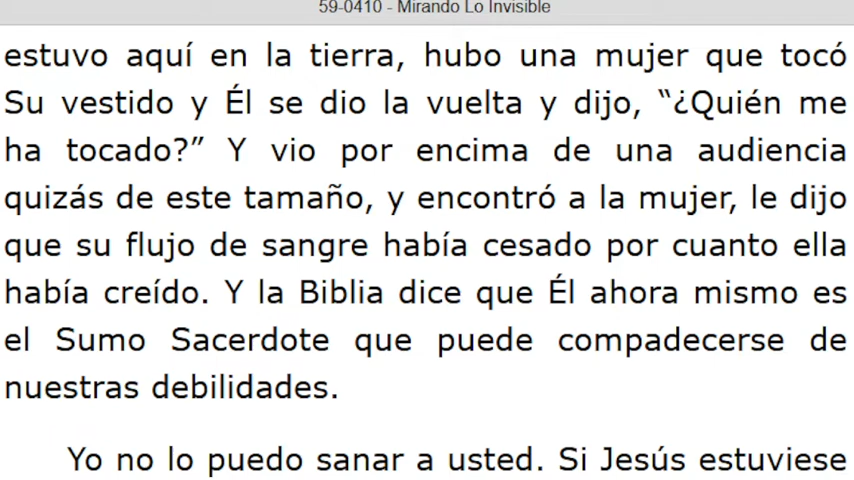 59-0410 - Mirando Lo Invisible
estuvo aquí en la tierra, hubo una mujer que tocó
Su vestido y Él se dio la vuelta y dijo, “¿Quién me
ha tocado?” Y vio por encima de una audiencia
quizás de este tamaño, y encontró a la mujer, le dijo
que su flujo de sangre había cesado por cuanto ella
había creído. Y la Biblia dice que Él ahora mismo es
el Sumo Sacerdote que puede compadecerse de
nuestras debilidades.
Yo no lo puedo sanar a usted. Si Jesús estuviese